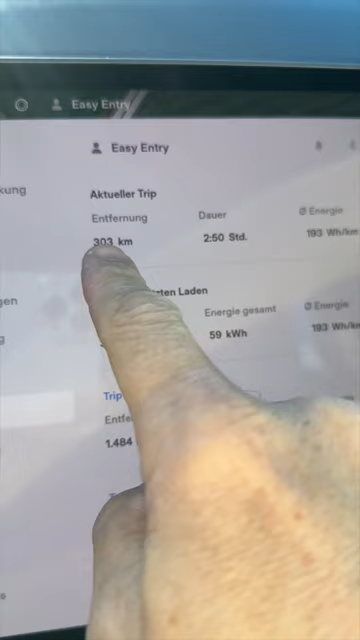 Easy Entry
Easy Entry
kung
Aktueller Trip
Entfernung Dauer Ø Energie
303 km 2:50 Std. 193 Wh/km
rten Laden
gen
Energie gesamt Ø Energie
g
59 kWh 193 Wh/km
Trip
Entfe
1.484
s